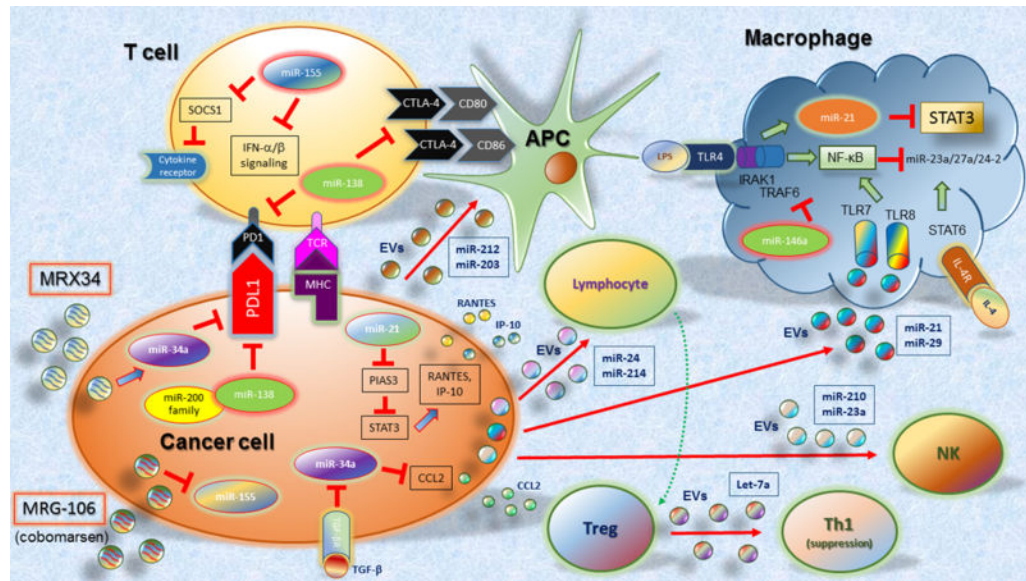 T cell
miR-155
SOCS1
IFN-α/β
signaling
Cytokine
receptor
miR-138
CTLA-4
CD80
CTLA-4
CD86
APC
PD1
TCR
PDL1
MHC
EVs
miR-212
miR-203
Macrophage
miR-21
STAT3
LPS
TLR4
IRAK1
TRAF6
NF-κB
miR-23a/27a/24-2
TLR7
TLR8
STAT6
miR-146a
IL-4R
IL-4
MRX34
miR-34a
miR-200
family
miR-138
Cancer cell
miR-21
PIAS3
STAT3
RANTES
IP-10
RANTES,
IP-10
miR-34a
CCL2
miR-155
MRG-106
(cobomarsen)
TGF-β
CCL2
Lymphocyte
EVs
miR-24
miR-214
EVs
miR-21
miR-29
EVs
miR-210
miR-23a
NK
Treg
EVs
Let-7a
Th1
(suppression)